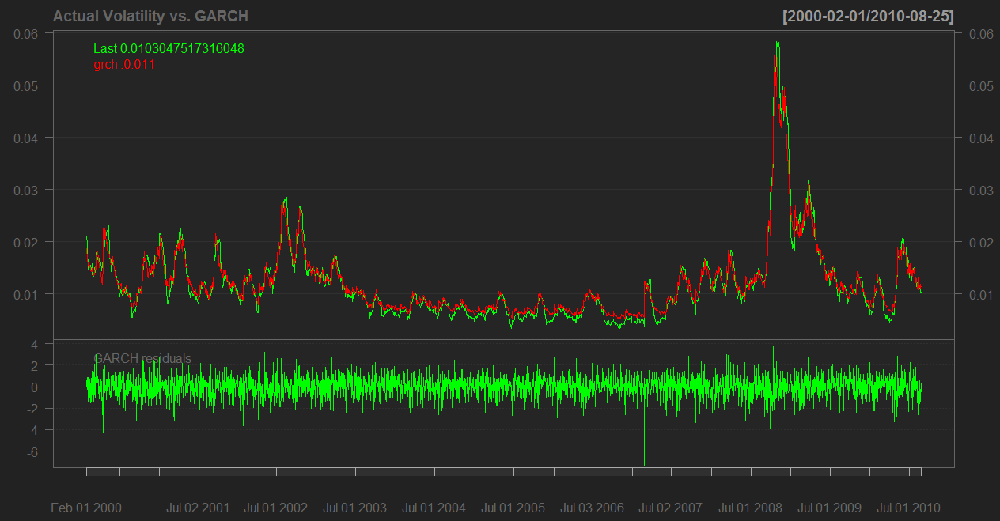 Actual Volatility vs. GARCH [2000-02-01/2010-08-25]
Last 0.0103047517316048
grch :0.011
0.06 0.06
0.05 0.05
0.04 0.04
0.03 0.03
0.02 0.02
0.01 0.01
GARCH residuals
4
2
0
-2
-4
-6
Feb 01 2000 Jul 02 2001 Jul 01 2002 Jul 01 2003 Jul 01 2004 Jul 01 2005 Jul 03 2006 Jul 02 2007 Jul 01 2008 Jul 01 2009 Jul 01 2010